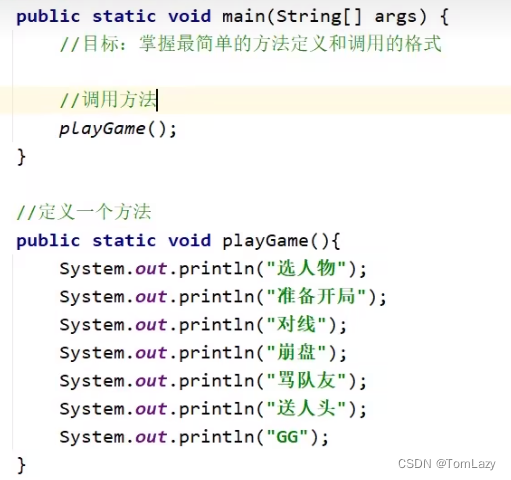 public static void main(String[] args) {
//目标：掌握最简单的方法定义和调用的格式
//调用方法
playGame();
}
//定义一个方法
public static void playGame(){
System.out.println("选人物");
System.out.println("准备开局");
System.out.println("对线");
System.out.println("崩盘");
System.out.println("骂队友");
System.out.println("送人头");
System.out.println("GG");
}
CSDN @TomLazy